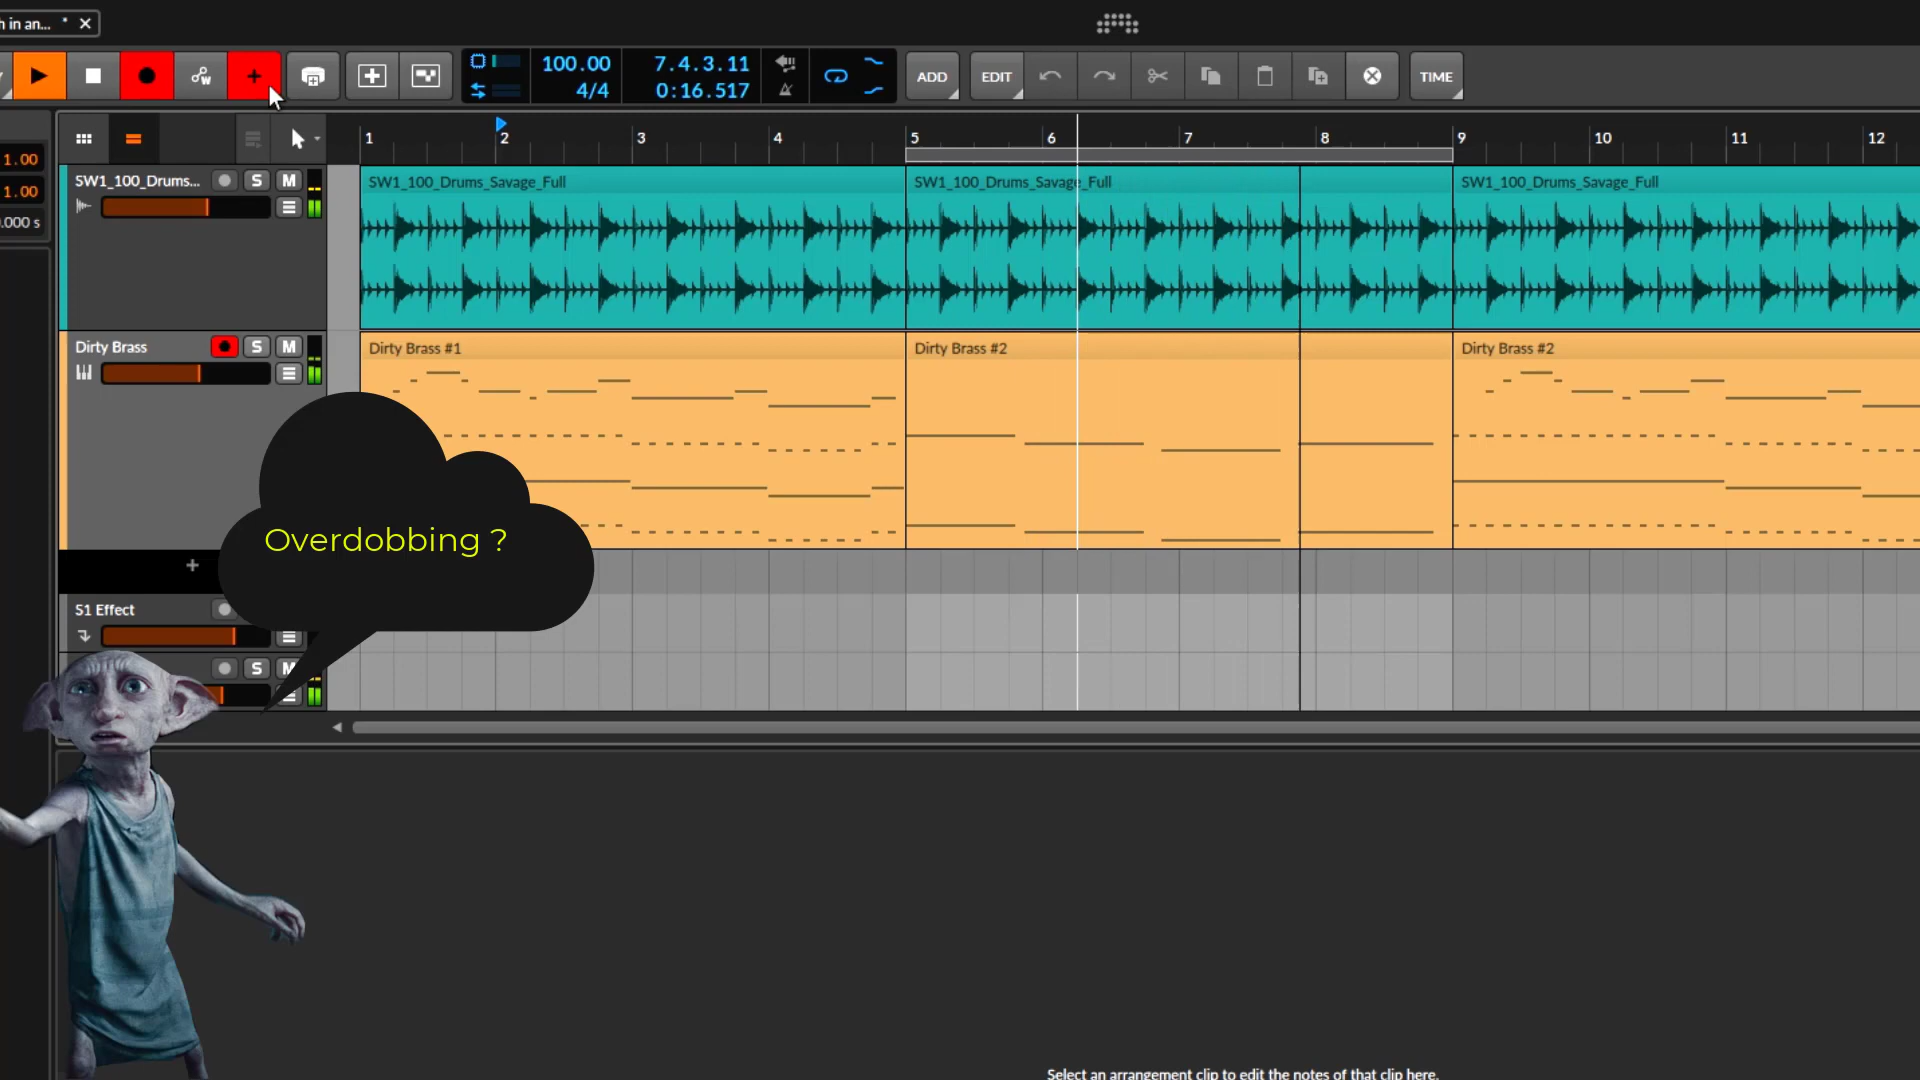 h in an... *
100.00
4/4
7.4.3.11
0:16.517
ADD
EDIT
TIME
1.00
1.00
.000 s
1 2 3 4 5 6 7 8 9 10 11 12
SW1_100_Drums... S M
SW1_100_Drums_Savage_Full
SW1_100_Drums_Savage_Full
SW1_100_Drums_Savage_Full
Dirty Brass S M
Dirty Brass #1
Dirty Brass #2
Dirty Brass #2
Overdobbing ?
S1 Effect
S M
Select an arrangement clip to edit the notes of that clip here.